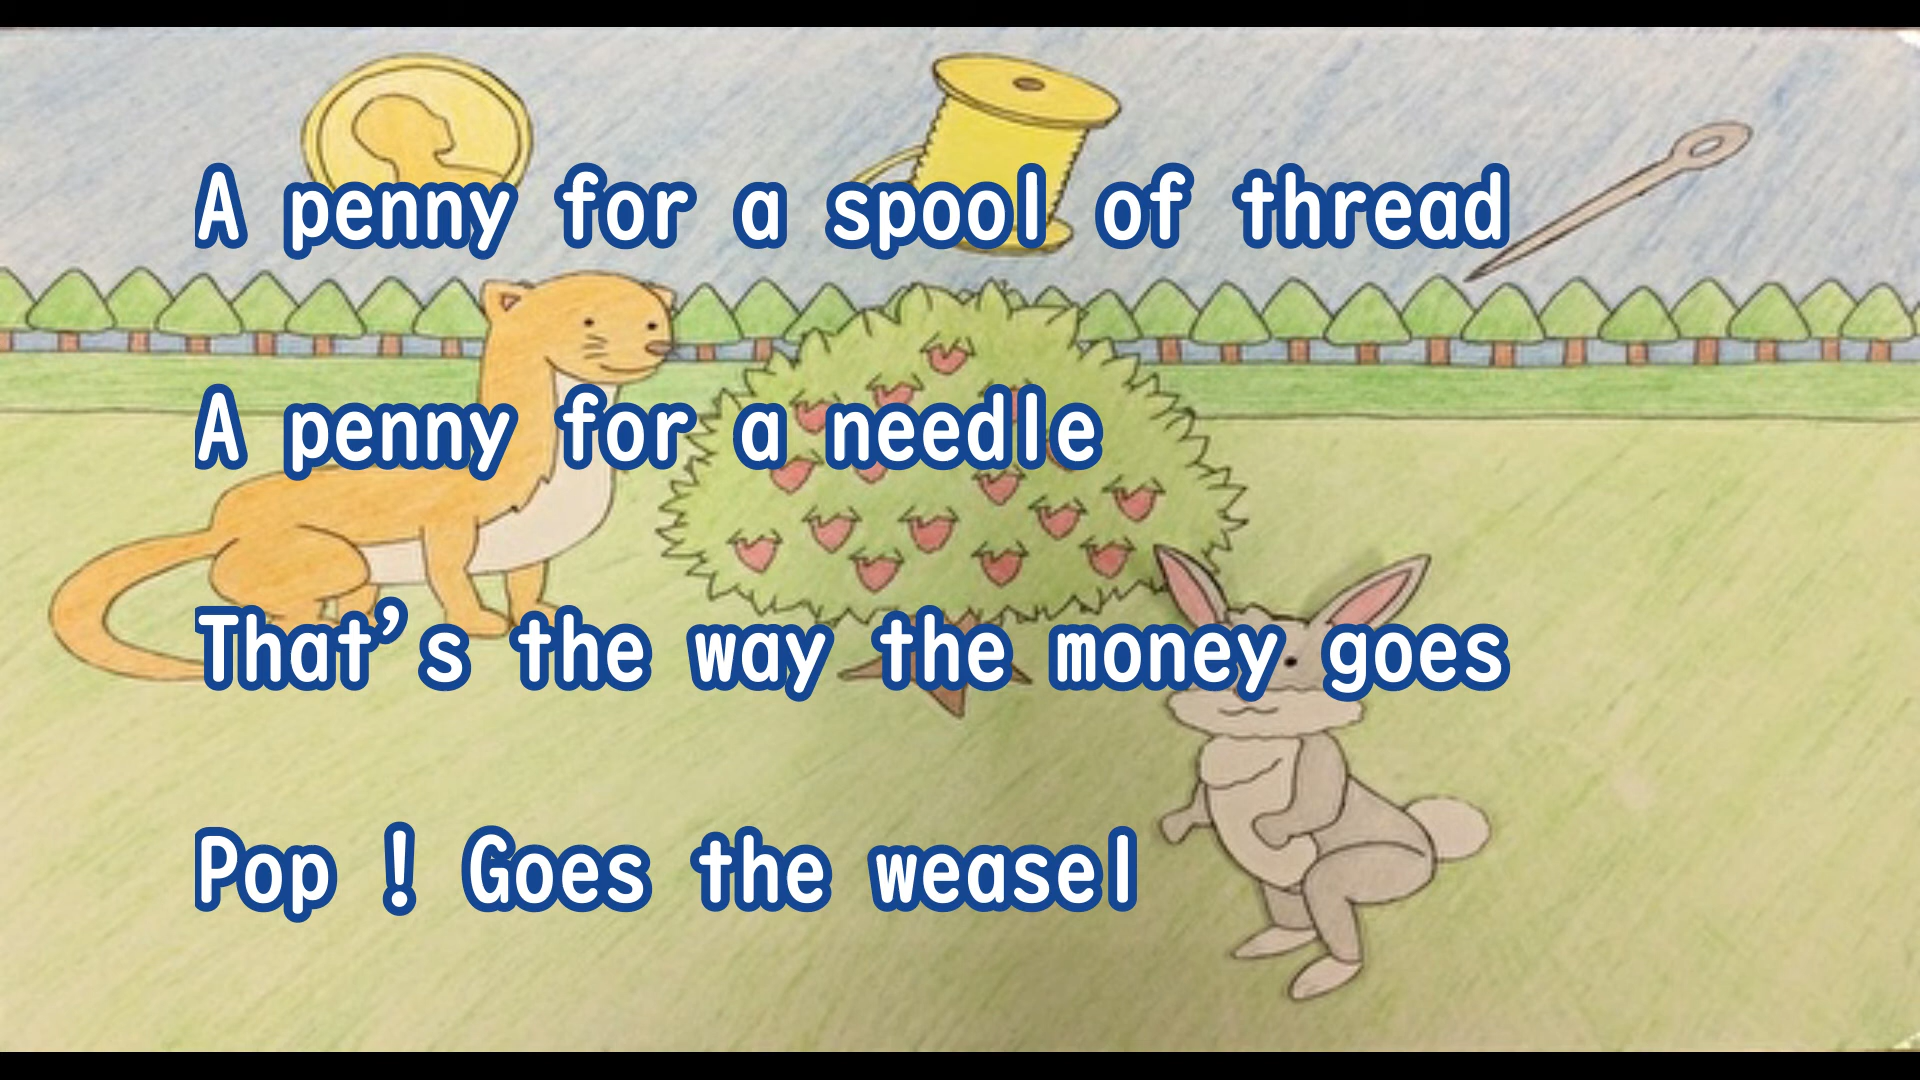 A penny for a spool of thread
A penny for a needle
That’s the way the money goes
Pop ! Goes the weasel